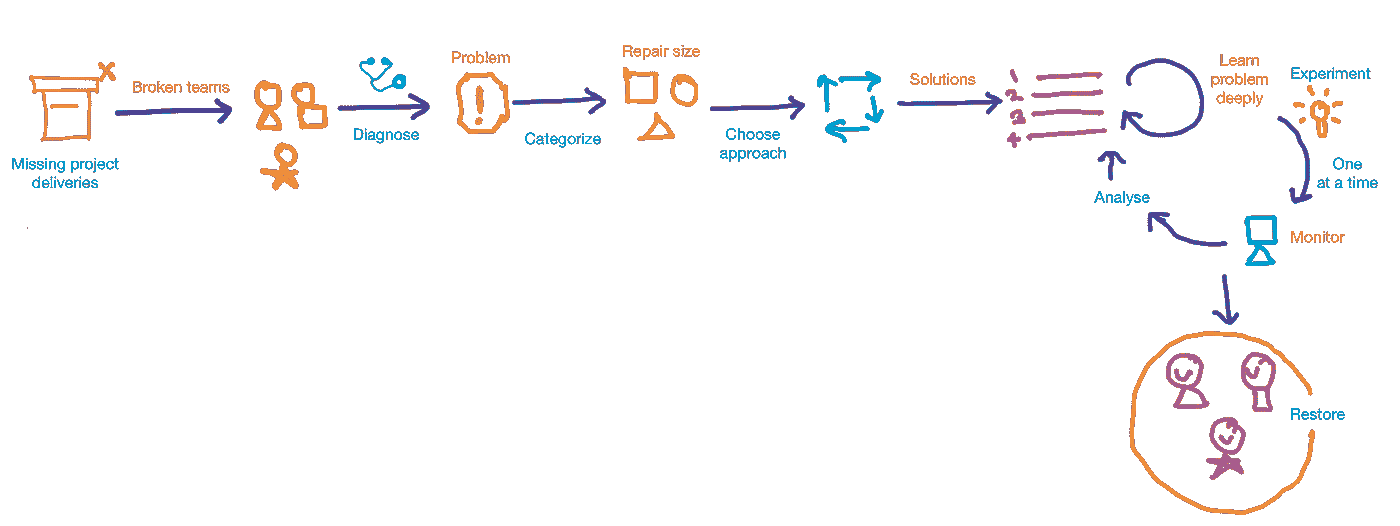 Missing project
deliveries
Broken teams
Diagnose
Problem
!
Categorize
Repair size
Choose
approach
Solutions
1
2
3
4
Learn
problem
deeply
Experiment
One
at a time
Monitor
Analyse
Restore